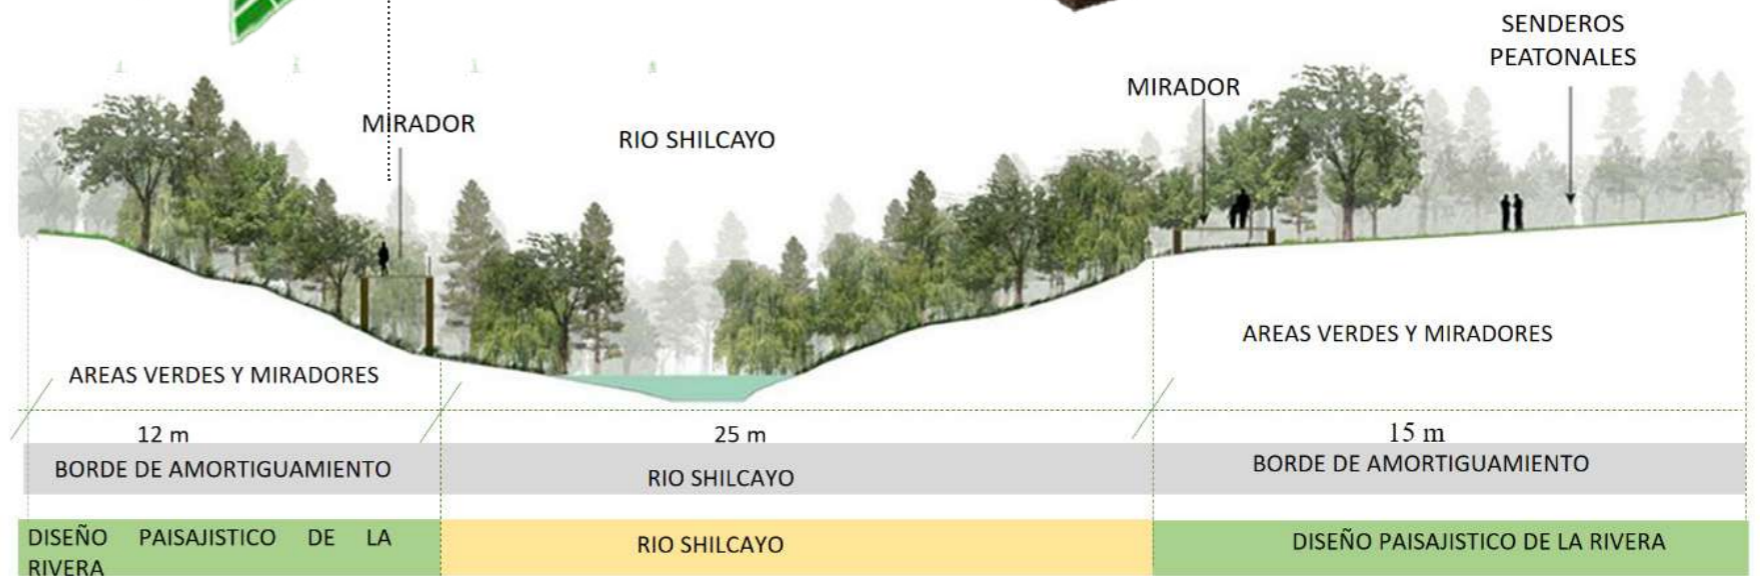 SENDEROS
PEATONALES
MIRADOR
MIRADOR
RIO SHILCAYO
AREAS VERDES Y MIRADORES
AREAS VERDES Y MIRADORES
12 m
25 m
15 m
BORDE DE AMORTIGUAMIENTO
RIO SHILCAYO
BORDE DE AMORTIGUAMIENTO
DISEÑO PAISAJISTICO DE LA
RIVERA
RIO SHILCAYO
DISEÑO PAISAJISTICO DE LA RIVERA